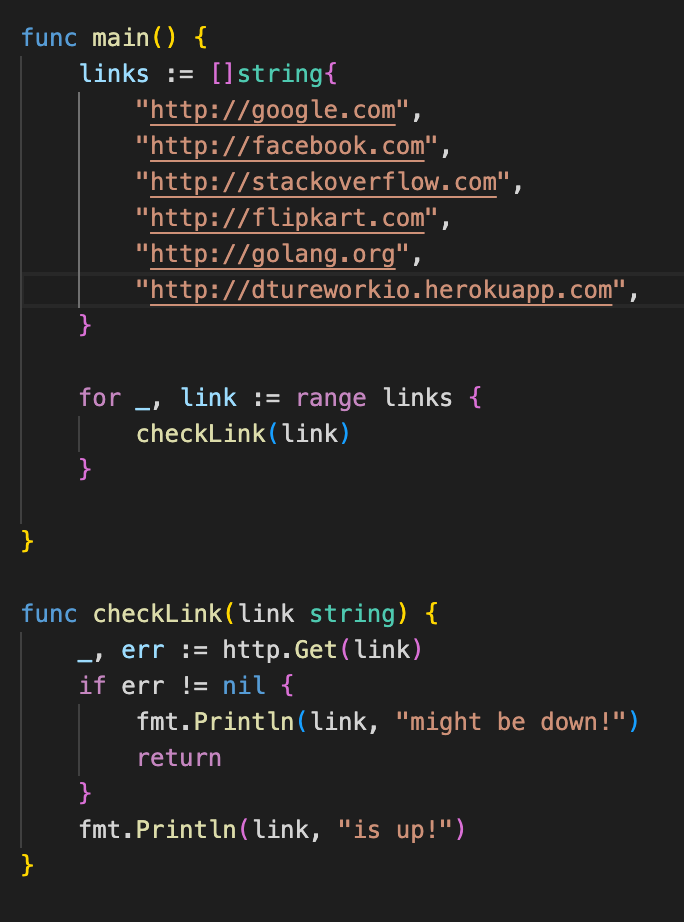 func main() {
    links := []string{
        "http://google.com",
        "http://facebook.com",
        "http://stackoverflow.com",
        "http://flipkart.com",
        "http://golang.org",
        "http://dtureworkio.herokuapp.com",
    }

    for _, link := range links {
        checkLink(link)
    }

}

func checkLink(link string) {
    _, err := http.Get(link)
    if err != nil {
        fmt.Println(link, "might be down!")
        return
    }
    fmt.Println(link, "is up!")
}